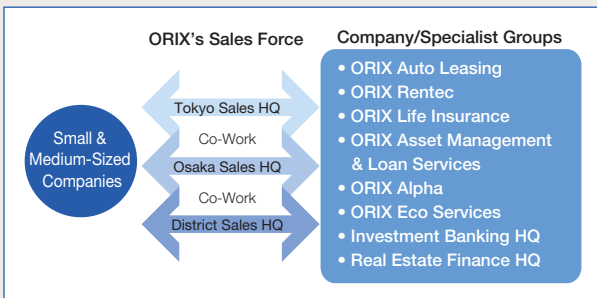 ORIX's Sales Force
Company/Specialist Groups
Small &
Medium-Sized
Companies
Tokyo Sales HQ
Co-Work
Osaka Sales HQ
Co-Work
District Sales HQ
• ORIX Auto Leasing
• ORIX Rentec
• ORIX Life Insurance
• ORIX Asset Management
& Loan Services
• ORIX Alpha
• ORIX Eco Services
• Investment Banking HQ
• Real Estate Finance HQ